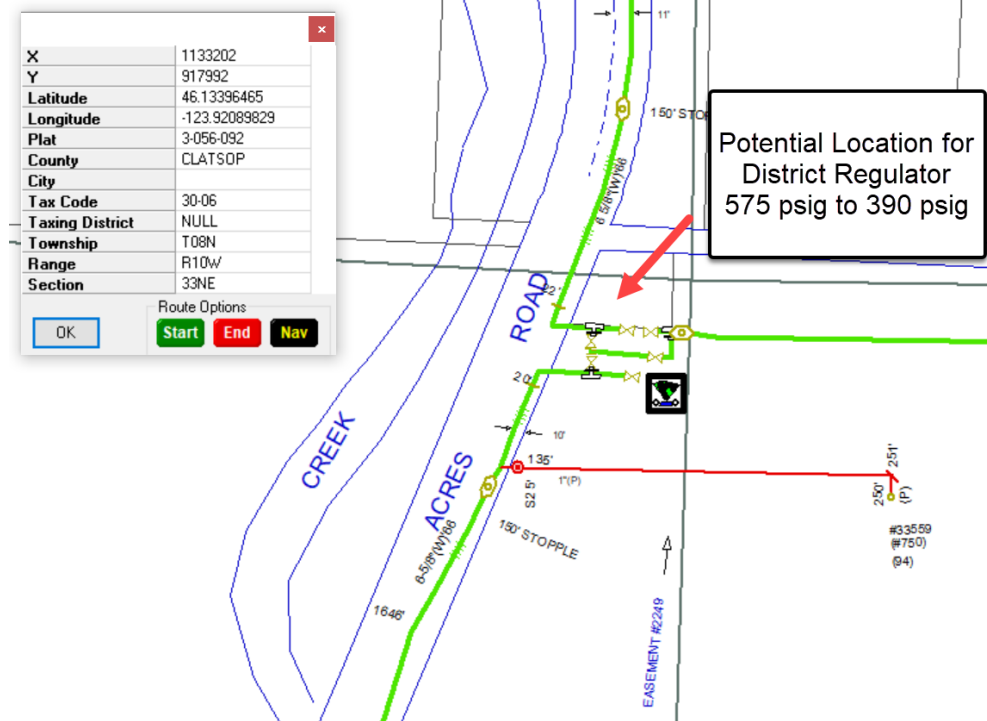 X 1133202
Y 917992
Latitude 46.13396465
Longitude -123.92089829
Plat 3-056-092
County CLATSOP
City
Tax Code 30-06
Taxing District NULL
Township T08N
Range R10W
Section 33NE
Route Options
OK Start End Nav
11'
150' STOP
Potential Location for
District Regulator
575 psig to 390 psig
8 5/8"(W)'66
22'
ROAD
20'
10'
CREEK
ACRES
135'
1"(P)
S2 5'
251'
250'
(P)
#33559
(#750)
(94)
150' STOPPLE
6-5/8"(W)'66
1646'
EASEMENT #2249